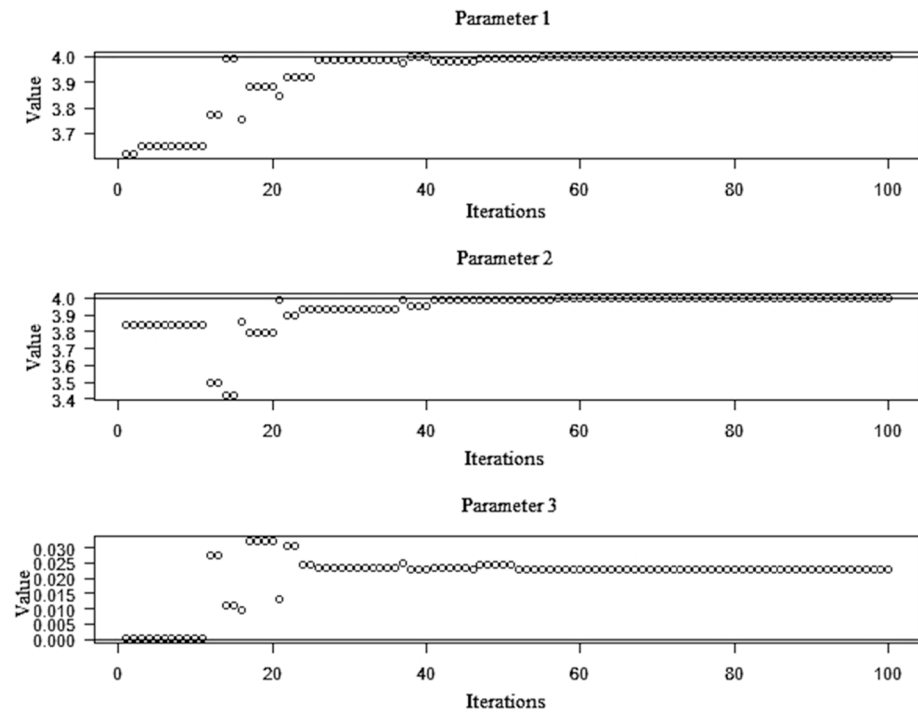 Parameter 1
4.0
3.9
3.8
3.7
Value
0 20 40 60 80 100
Iterations
Parameter 2
4.0
3.9
3.8
3.7
3.6
3.5
3.4
Value
0 20 40 60 80 100
Iterations
Parameter 3
0.030
0.025
0.020
0.015
0.010
0.005
0.000
Value
0 20 40 60 80 100
Iterations